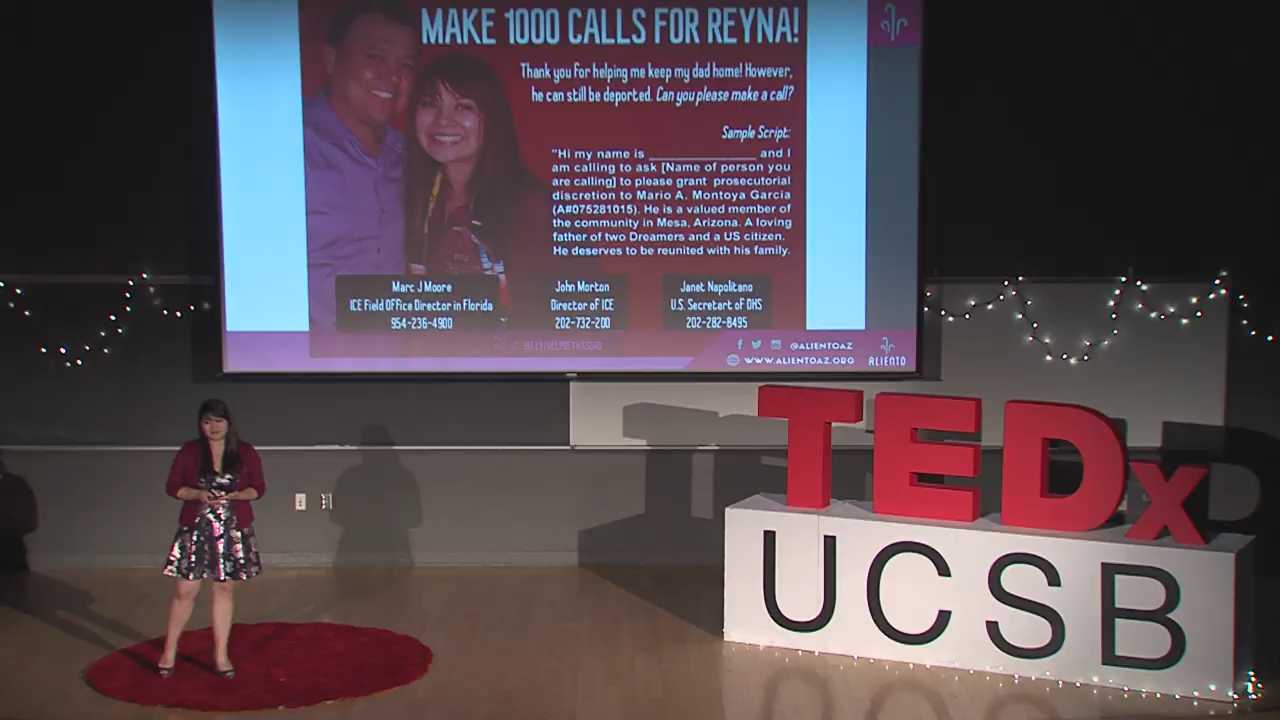 MAKE 1000 CALLS FOR REYNA!
Thank you for helping me keep my dad home! However,
he can still be deported. Can you please make a call?
Sample Script:
"Hi my name is _______________ and I
am calling to ask [Name of person you
are calling] to please grant prosecutorial
discretion to Mario A. Montoya Garcia
(A#075281015). He is a valued member of
the community in Mesa, Arizona. A loving
father of two Dreamers and a US citizen.
He deserves to be reunited with his family.
Marc J Moore
ICE Field Office Director in Florida
954-236-4900
John Morton
Director of ICE
202-732-200
Janet Napolitano
U.S. Secretart of DHS
202-282-8495
@ALIENTOAZ
WWW.ALIENTOAZ.ORG
ALIENTO
TEDx
UCSB